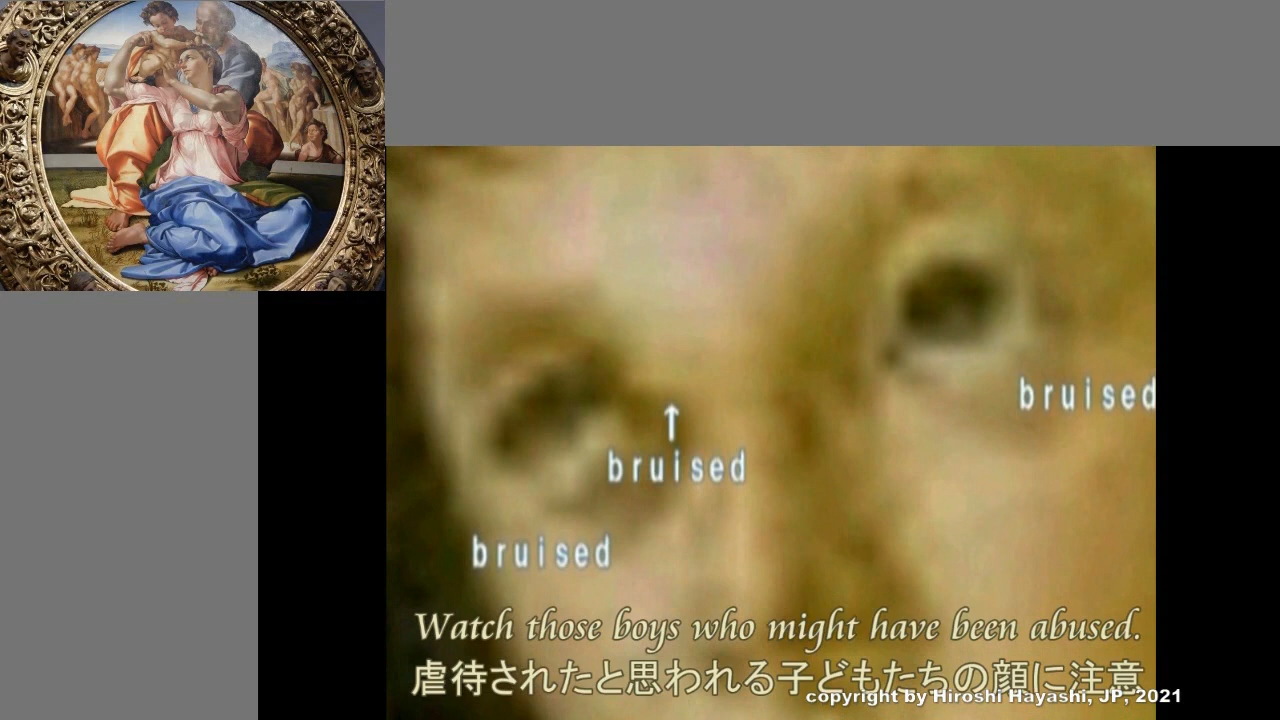 bruised
↑
bruised
bruised
Watch those boys who might have been abused.
虐待されたと思われる子どもたちの顔に注意
copyright by Hiroshi Hayashi, JP, 2021